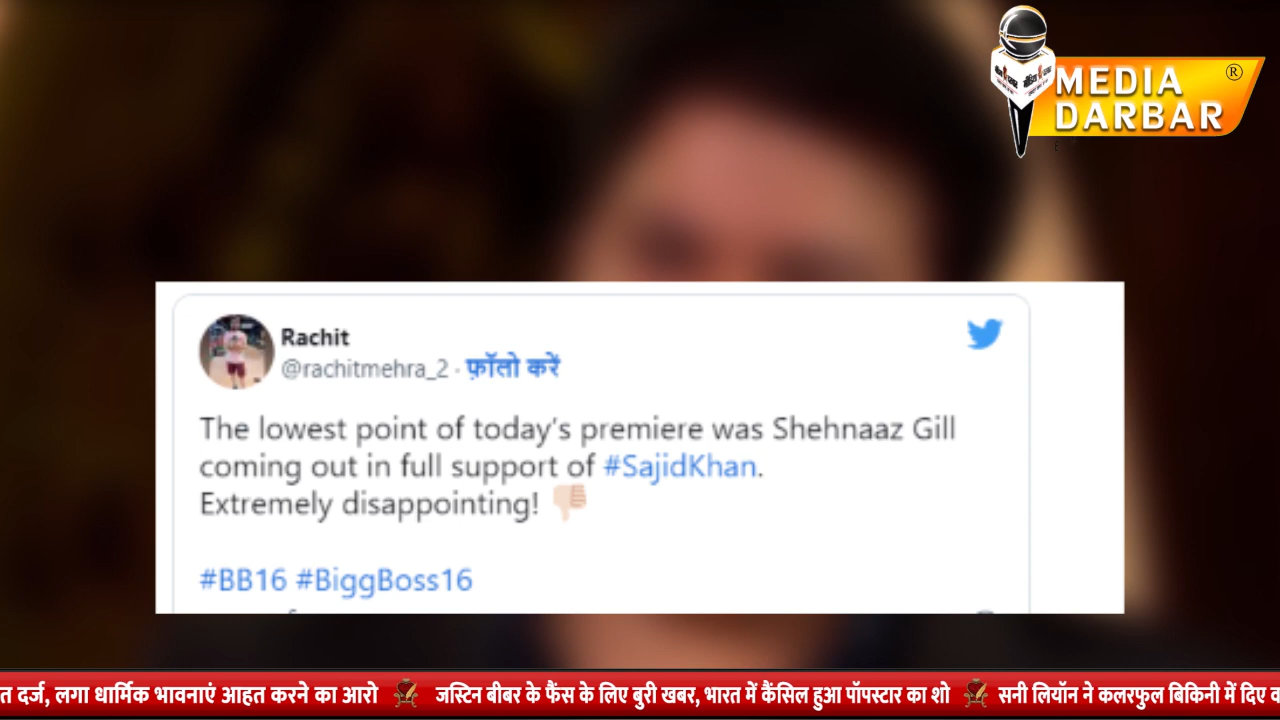 MEDIA
DARBAR
®
Rachit
@rachitmehra_2 · फ़ॉलो करें
The lowest point of today's premiere was Shehnaaz Gill
coming out in full support of #SajidKhan.
Extremely disappointing! 👎🏻
#BB16 #BiggBoss16
त दर्ज, लगा धार्मिक भावनाएं आहत करने का आरो जस्टिन बीबर के फैंस के लिए बुरी खबर, भारत में कैंसिल हुआ पॉपस्टार का शो सनी लियॉन ने कलरफुल बिकिनी में दिए